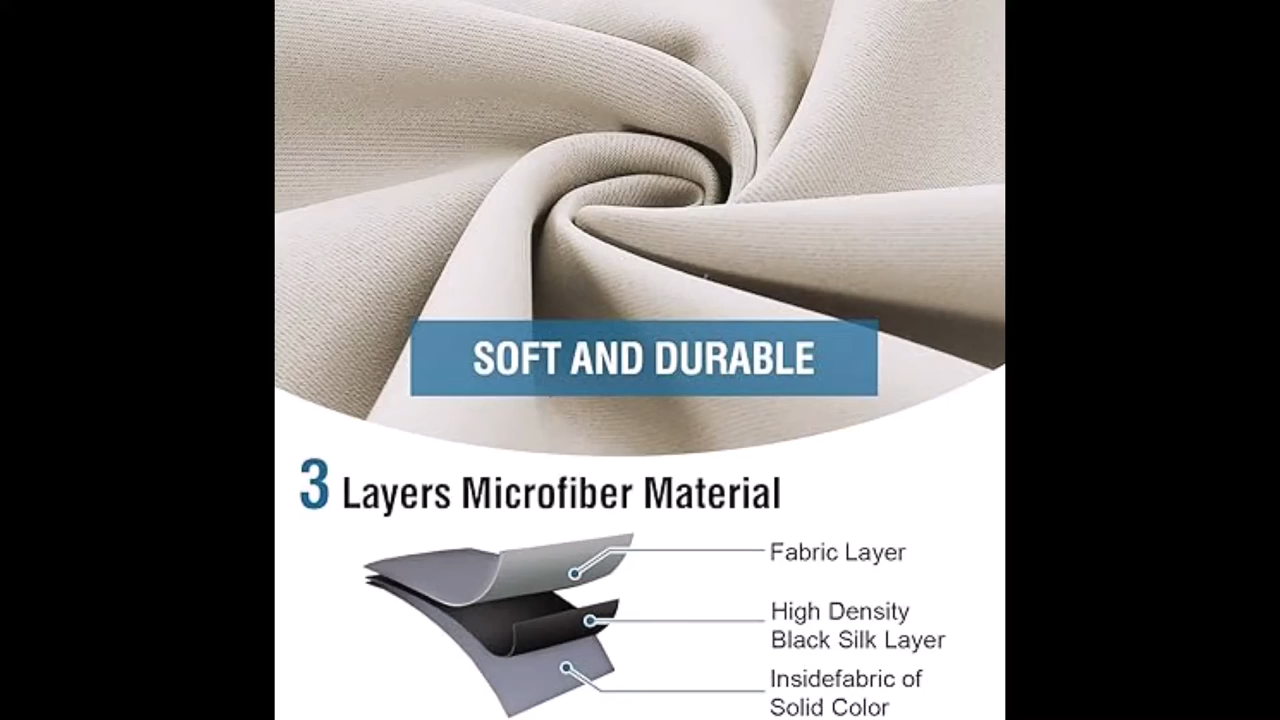 SOFT AND DURABLE
3 Layers Microfiber Material
Fabric Layer
High Density
Black Silk Layer
Insidefabric of
Solid Color